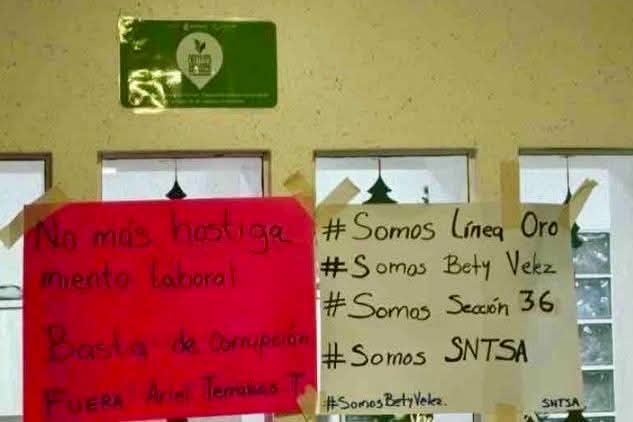 No más hostiga
miento laboral
Basta de corrupción
FUERA Ariel Terrazas T.
#Somos Línea Oro
#Somos Bety Velez
#Somos Sección 36
#Somos SNTSA
#SomosBetyVelez.
SNTSA